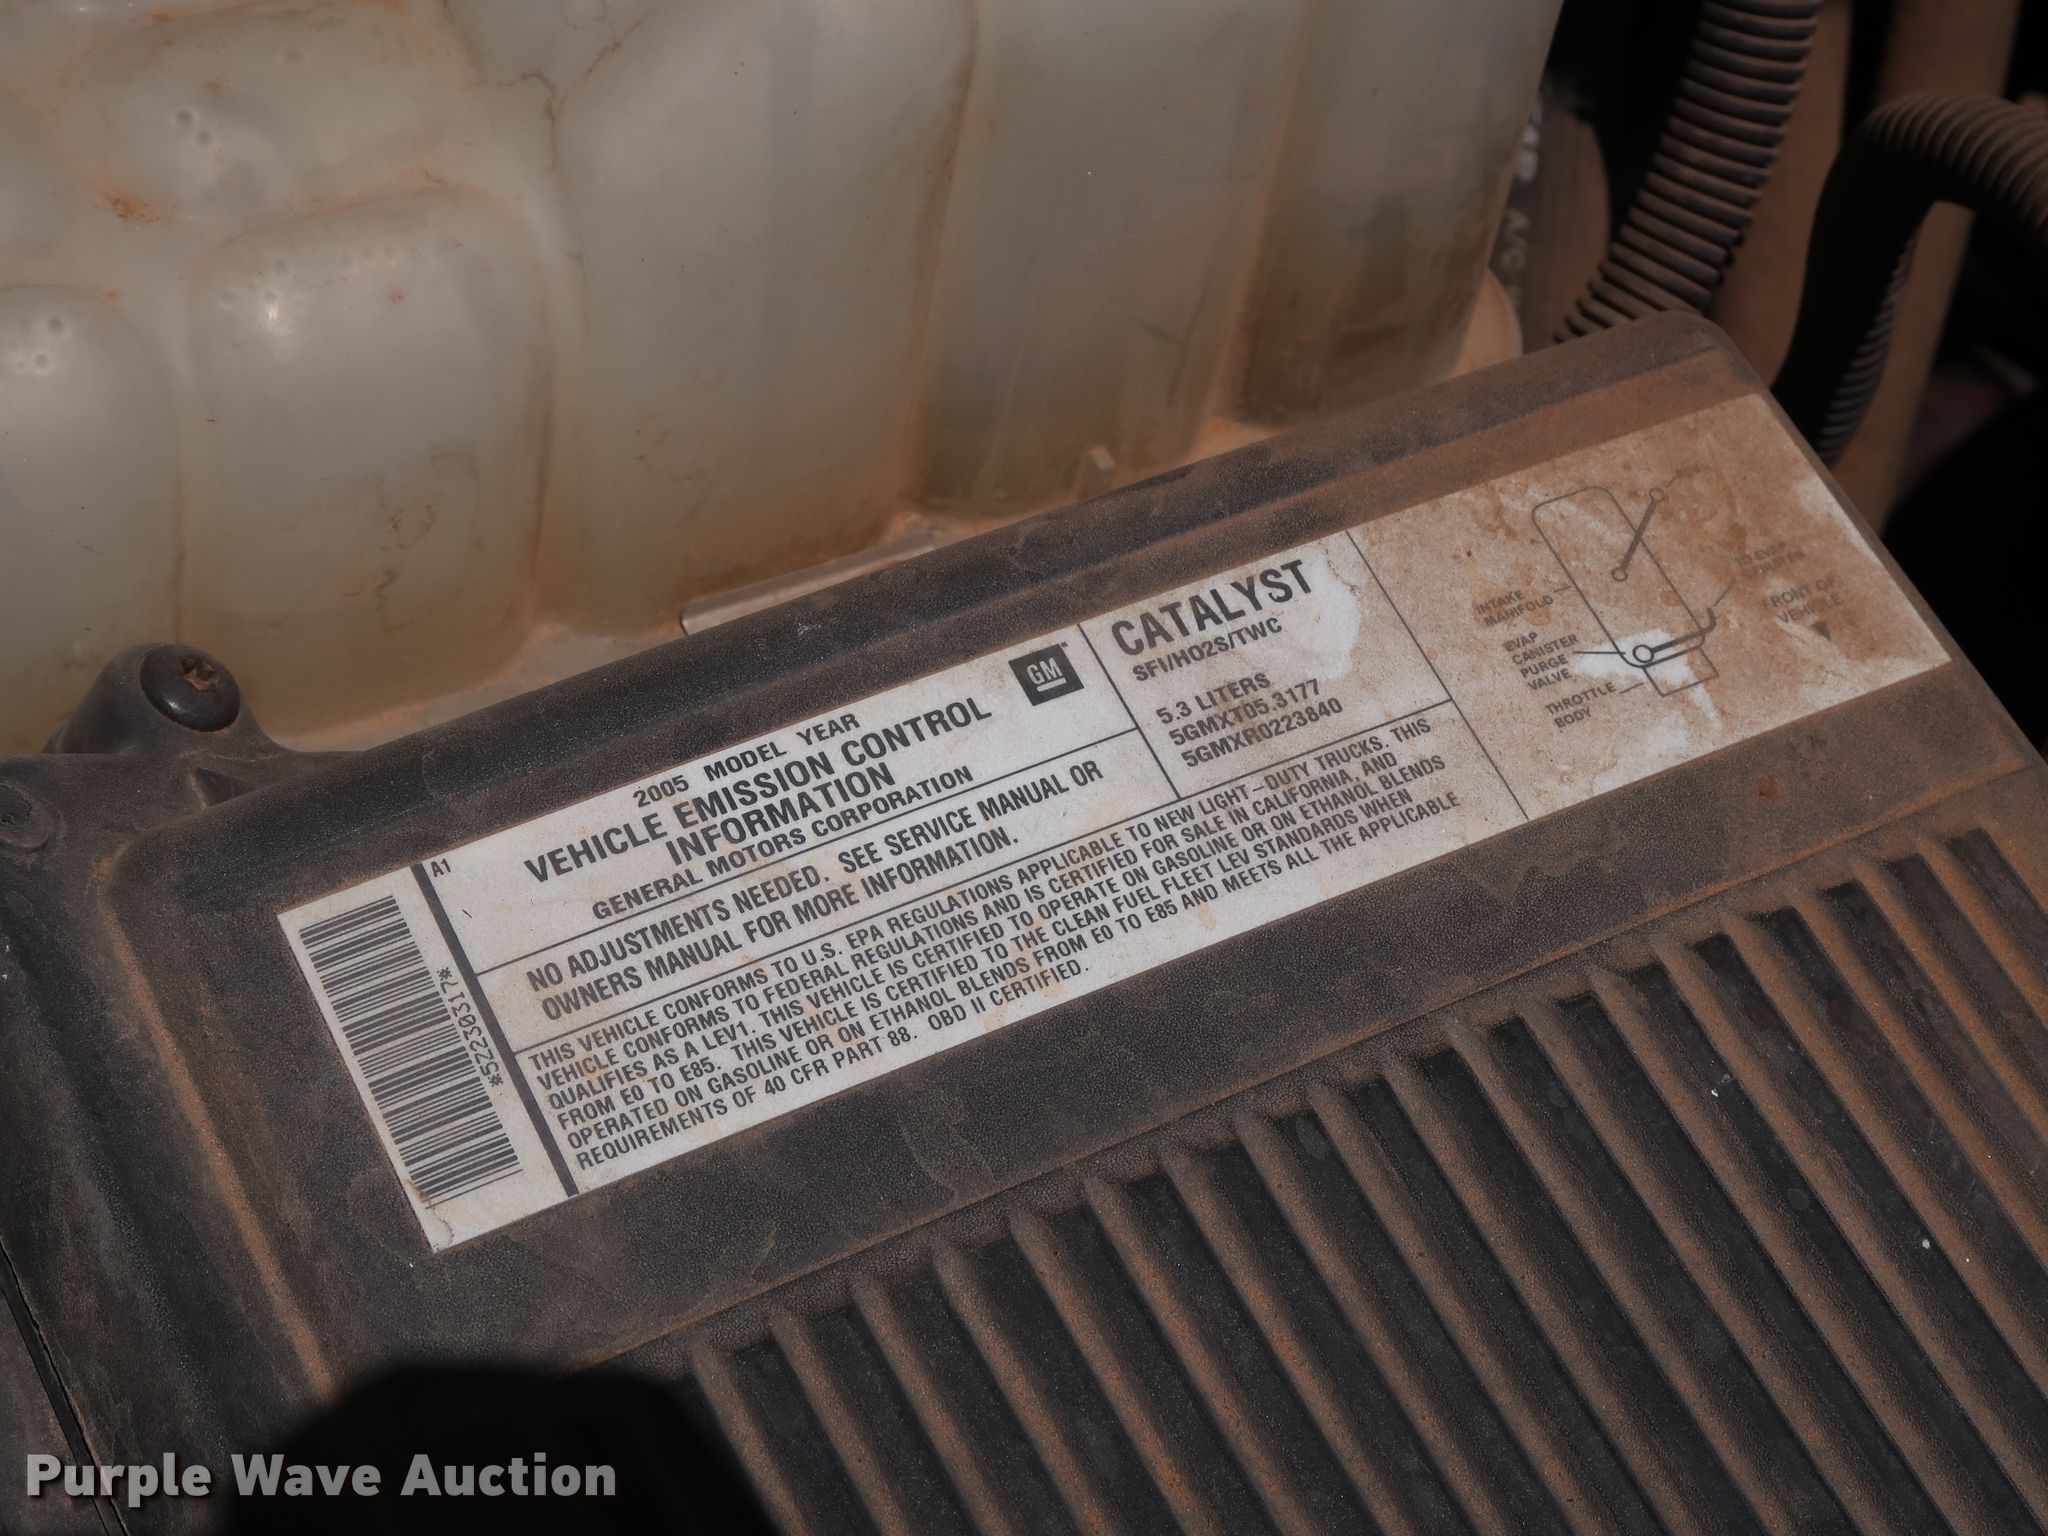 A1
2005 MODEL YEAR
VEHICLE EMISSION CONTROL
INFORMATION
GENERAL MOTORS CORPORATION
GM
NO ADJUSTMENTS NEEDED. SEE SERVICE MANUAL OR
OWNERS MANUAL FOR MORE INFORMATION.
CATALYST
SFI/HO2S/TWC
5.3 LITERS
5GMXT05.3177
5GMXR0223840
THIS VEHICLE CONFORMS TO U.S. EPA REGULATIONS APPLICABLE TO NEW LIGHT-DUTY TRUCKS. THIS
VEHICLE CONFORMS TO FEDERAL REGULATIONS AND IS CERTIFIED FOR SALE IN CALIFORNIA, AND
QUALIFIES AS A LEV1. THIS VEHICLE IS CERTIFIED TO OPERATE ON GASOLINE OR ON ETHANOL BLENDS
FROM E0 TO E85. THIS VEHICLE IS CERTIFIED TO THE CLEAN FUEL FLEET LEV STANDARDS WHEN
OPERATED ON GASOLINE OR ON ETHANOL BLENDS FROM E0 TO E85 AND MEETS ALL THE APPLICABLE
REQUIREMENTS OF 40 CFR PART 88. OBD II CERTIFIED.
*5Z2230317*
INTAKE
MANIFOLD
EVAP
CANISTER
PURGE
VALVE
THROTTLE
BODY
TO EVAP
FRONT OF
VEHICLE
Purple Wave Auction